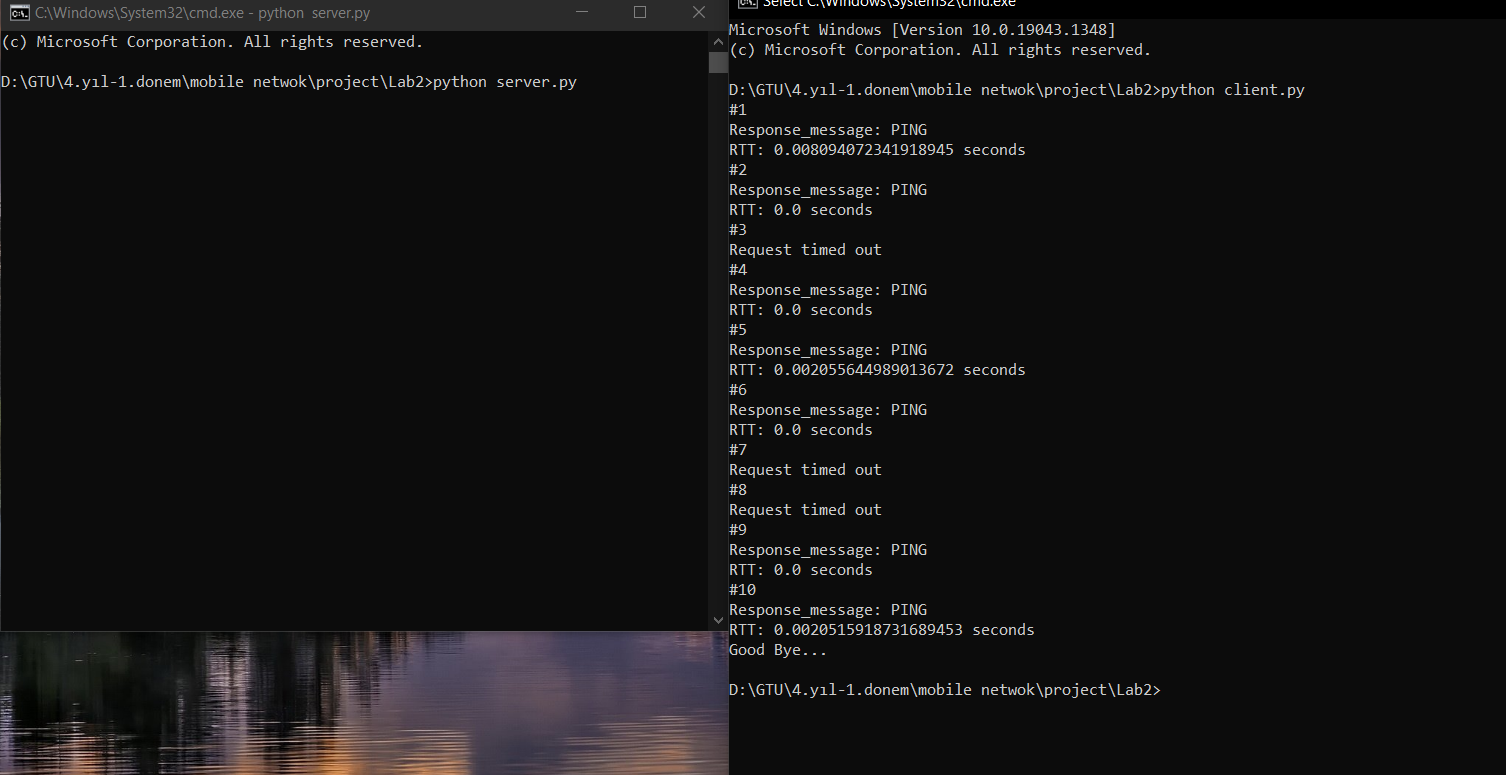 C:\Windows\System32\cmd.exe - python  server.py
(c) Microsoft Corporation. All rights reserved.
D:\GTU\4.yıl-1.donem\mobile netwok\project\Lab2>python server.py
Select C:\Windows\System32\cmd.exe
Microsoft Windows [Version 10.0.19043.1348]
(c) Microsoft Corporation. All rights reserved.
D:\GTU\4.yıl-1.donem\mobile netwok\project\Lab2>python client.py
#1
Response_message: PING
RTT: 0.008094072341918945 seconds
#2
Response_message: PING
RTT: 0.0 seconds
#3
Request timed out
#4
Response_message: PING
RTT: 0.0 seconds
#5
Response_message: PING
RTT: 0.002055644989013672 seconds
#6
Response_message: PING
RTT: 0.0 seconds
#7
Request timed out
#8
Request timed out
#9
Response_message: PING
RTT: 0.0 seconds
#10
Response_message: PING
RTT: 0.0020515918731689453 seconds
Good Bye...
D:\GTU\4.yıl-1.donem\mobile netwok\project\Lab2>